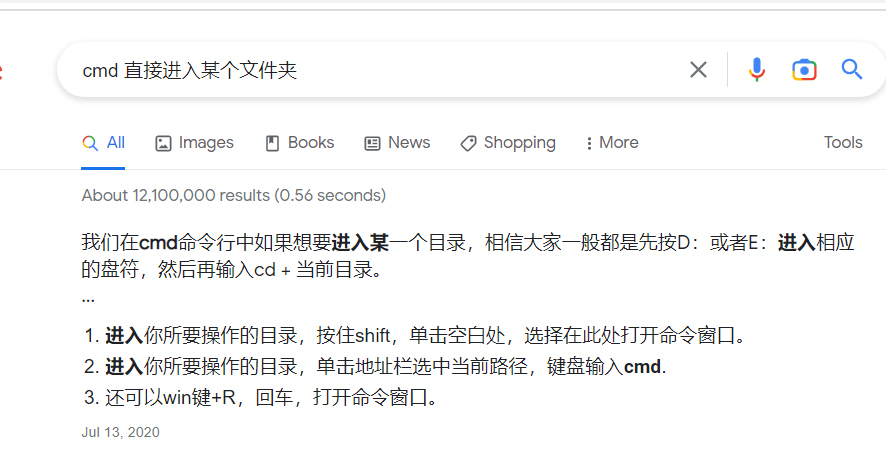 cmd 直接进入某个文件夹
All Images Books News Shopping More Tools
About 12,100,000 results (0.56 seconds)
我们在cmd命令行中如果想要进入某一个目录，相信大家一般都是先按D：或者E：进入相应
的盘符，然后再输入cd + 当前目录。
...
1. 进入你所要操作的目录，按住shift，单击空白处，选择在此处打开命令窗口。
2. 进入你所要操作的目录，单击地址栏选中当前路径，键盘输入cmd.
3. 还可以win键+R，回车，打开命令窗口。
Jul 13, 2020